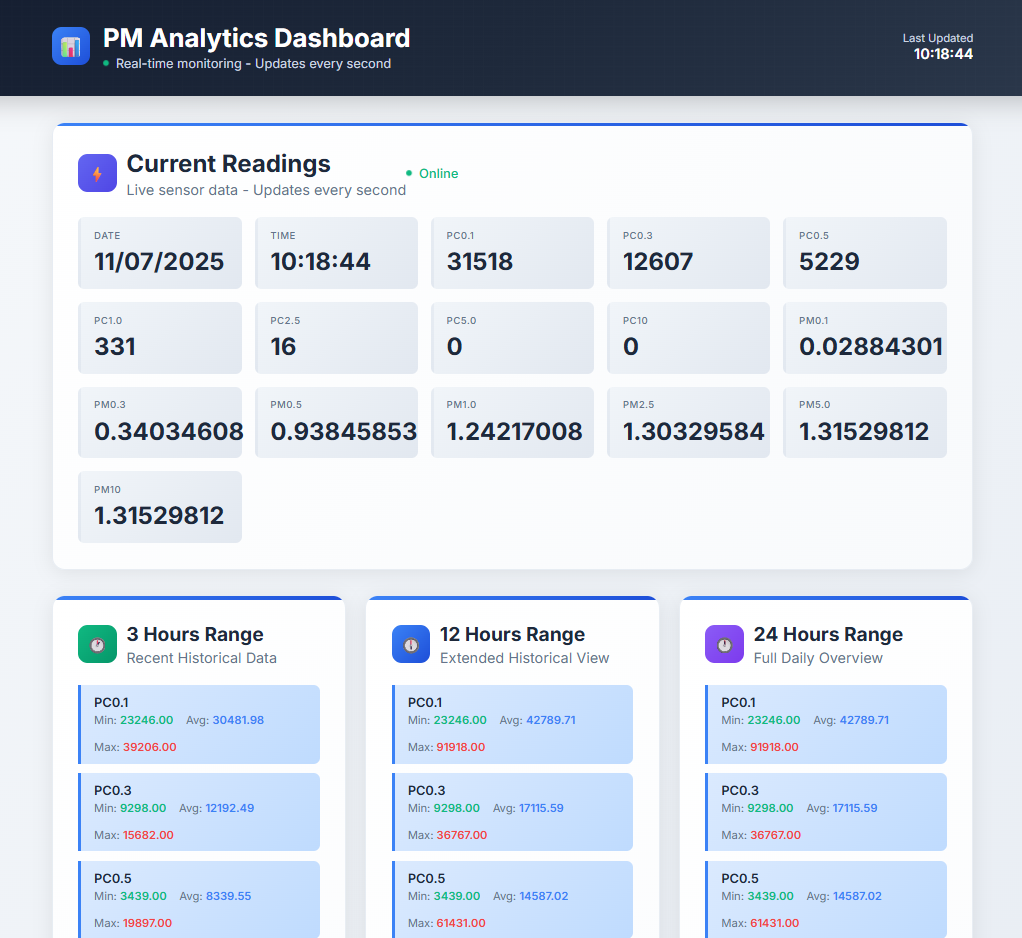 PM Analytics Dashboard
Real-time monitoring - Updates every second
Last Updated
10:18:44
Current Readings
Live sensor data - Updates every second
Online
DATE
11/07/2025
TIME
10:18:44
PC0.1
31518
PC0.3
12607
PC0.5
5229
PC1.0
331
PC2.5
16
PC5.0
0
PC10
0
PM0.1
0.02884301
PM0.3
0.34034608
PM0.5
0.93845853
PM1.0
1.24217008
PM2.5
1.30329584
PM5.0
1.31529812
PM10
1.31529812
3 Hours Range
Recent Historical Data
PC0.1
Min: 23246.00 Avg: 30481.98
Max: 39206.00
PC0.3
Min: 9298.00 Avg: 12192.49
Max: 15682.00
PC0.5
Min: 3439.00 Avg: 8339.55
Max: 19897.00
12 Hours Range
Extended Historical View
PC0.1
Min: 23246.00 Avg: 42789.71
Max: 91918.00
PC0.3
Min: 9298.00 Avg: 17115.59
Max: 36767.00
PC0.5
Min: 3439.00 Avg: 14587.02
Max: 61431.00
24 Hours Range
Full Daily Overview
PC0.1
Min: 23246.00 Avg: 42789.71
Max: 91918.00
PC0.3
Min: 9298.00 Avg: 17115.59
Max: 36767.00
PC0.5
Min: 3439.00 Avg: 14587.02
Max: 61431.00